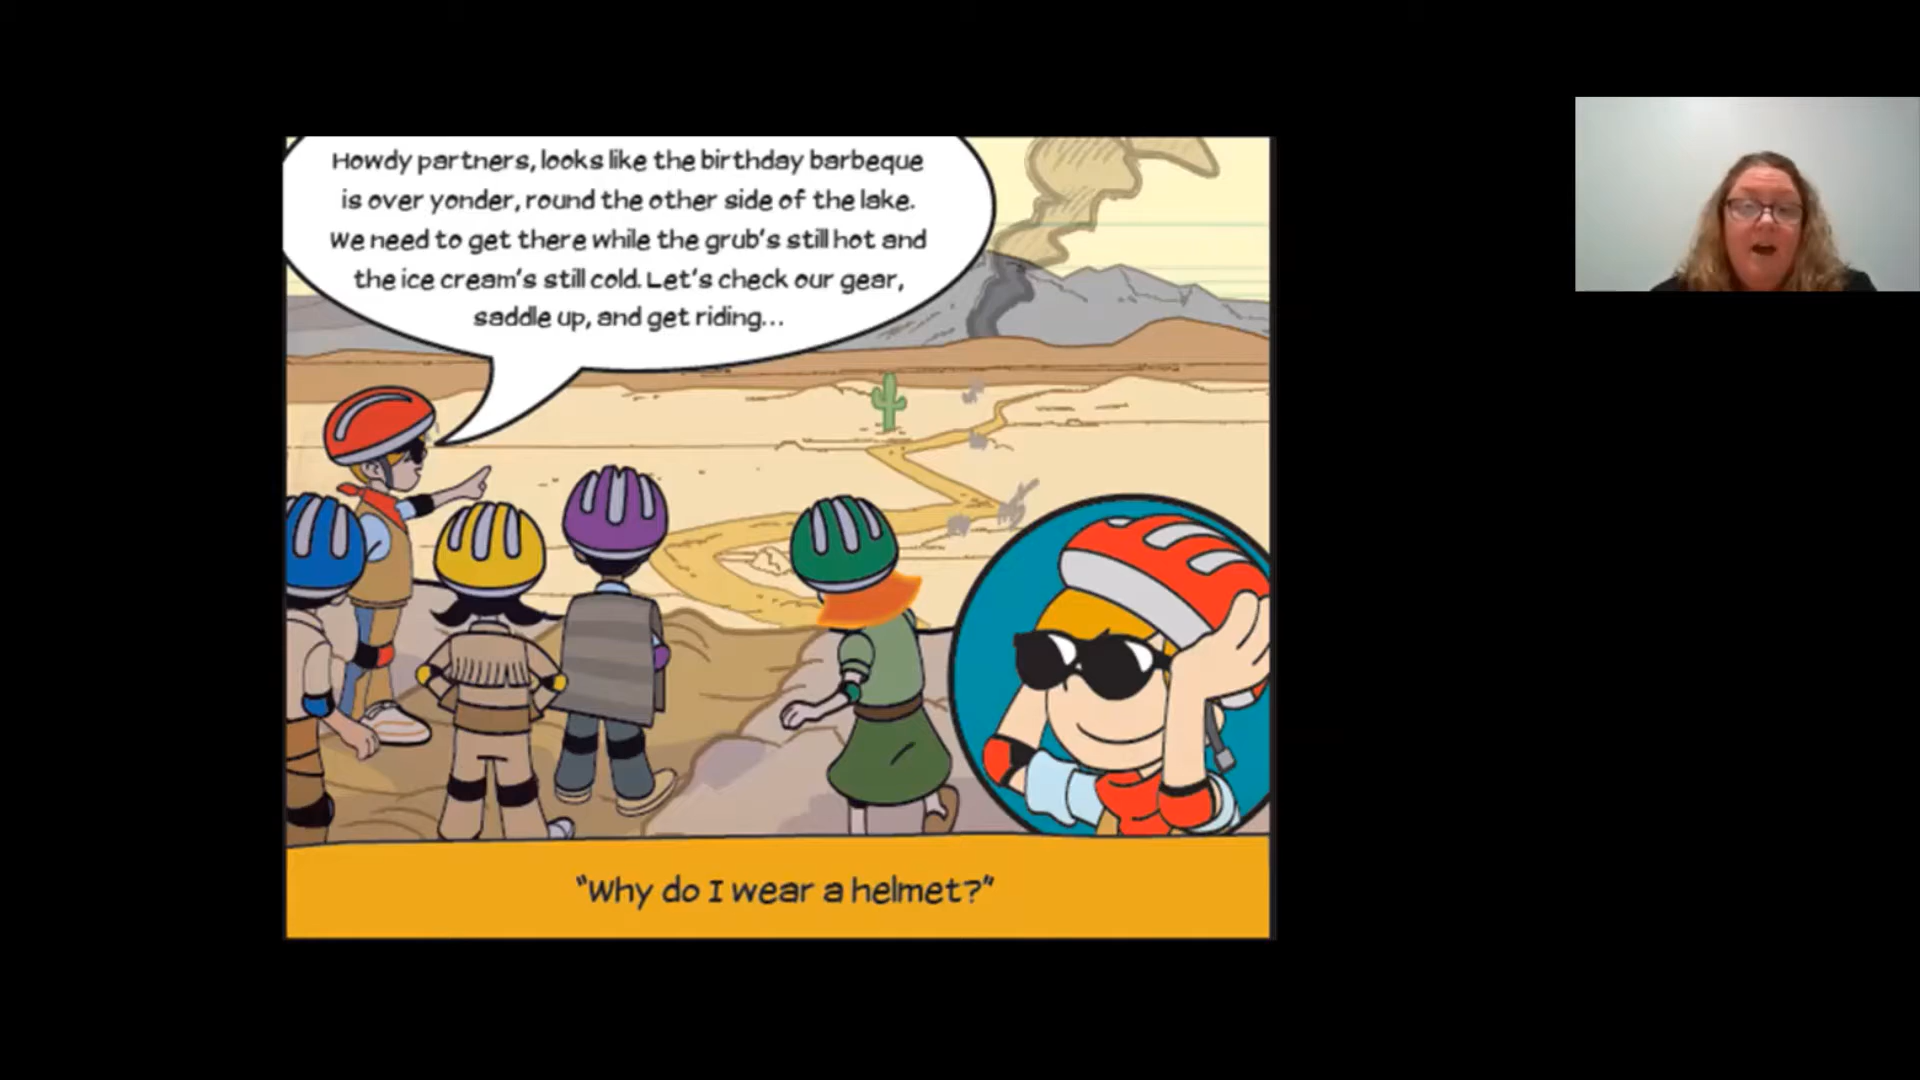 Howdy partners, looks like the birthday barbeque
is over yonder, round the other side of the lake.
We need to get there while the grub's still hot and
the ice cream's still cold. Let's check our gear,
saddle up, and get riding...
"Why do I wear a helmet?"